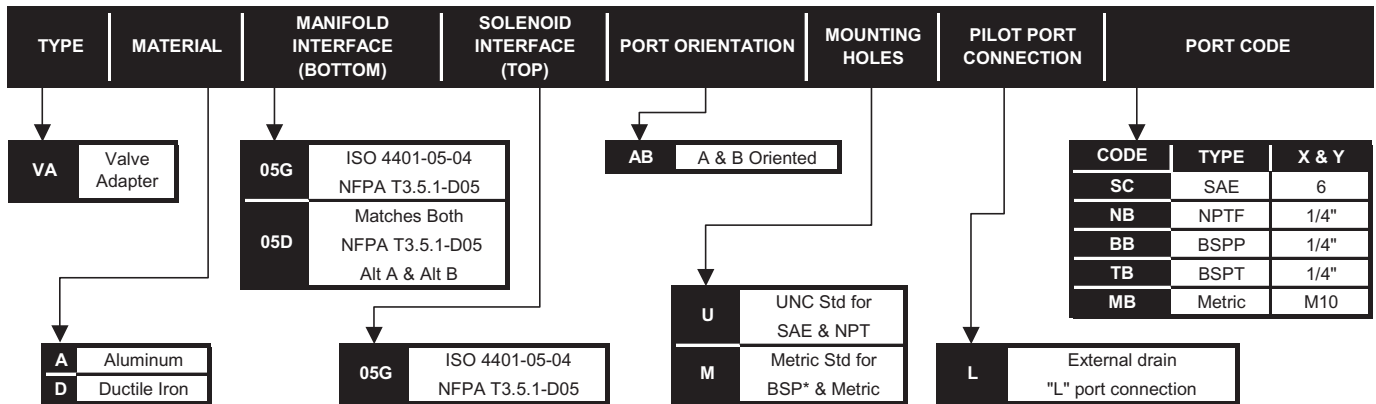 TYPE
MATERIAL
MANIFOLD
INTERFACE
(BOTTOM)
SOLENOID
INTERFACE
(TOP)
PORT ORIENTATION
MOUNTING
HOLES
PILOT PORT
CONNECTION
PORT CODE
VA
Valve
Adapter
05G
ISO 4401-05-04
NFPA T3.5.1-D05
05D
Matches Both
NFPA T3.5.1-D05
Alt A & Alt B
AB A & B Oriented
CODE TYPE X & Y
SC SAE 6
NB NPTF 1/4"
BB BSPP 1/4"
TB BSPT 1/4"
MB Metric M10
A Aluminum
D Ductile Iron
05G
ISO 4401-05-04
NFPA T3.5.1-D05
U
UNC Std for
SAE & NPT
M
Metric Std for
BSP* & Metric
L
External drain
"L" port connection